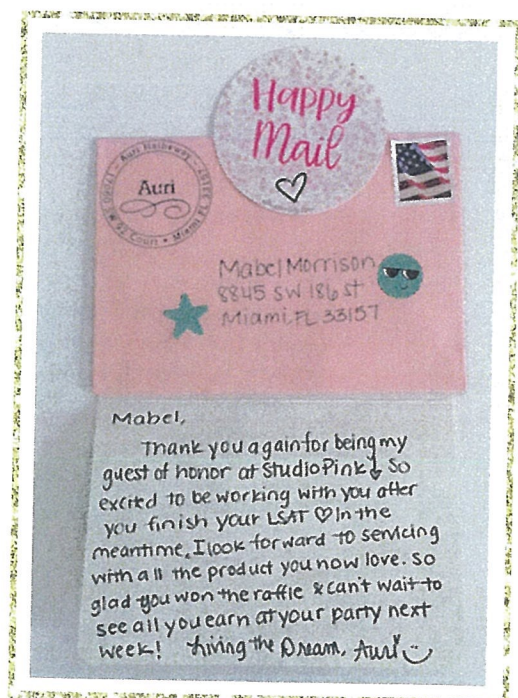 Happy
Mail
Auri
Mabel Morrison
8845 SW 186 st
Miami, FL 33157
Mabel,
Thank you again for being my
guest of honor at Studio Pink! So
excited to be working with you after
you finish your LSAT ♡ In the
meantime, I look forward to servicing
with all the product you now love. So
glad you won the raffle & can't wait to
see all you earn at your party next
week! Living the Dream, Auri